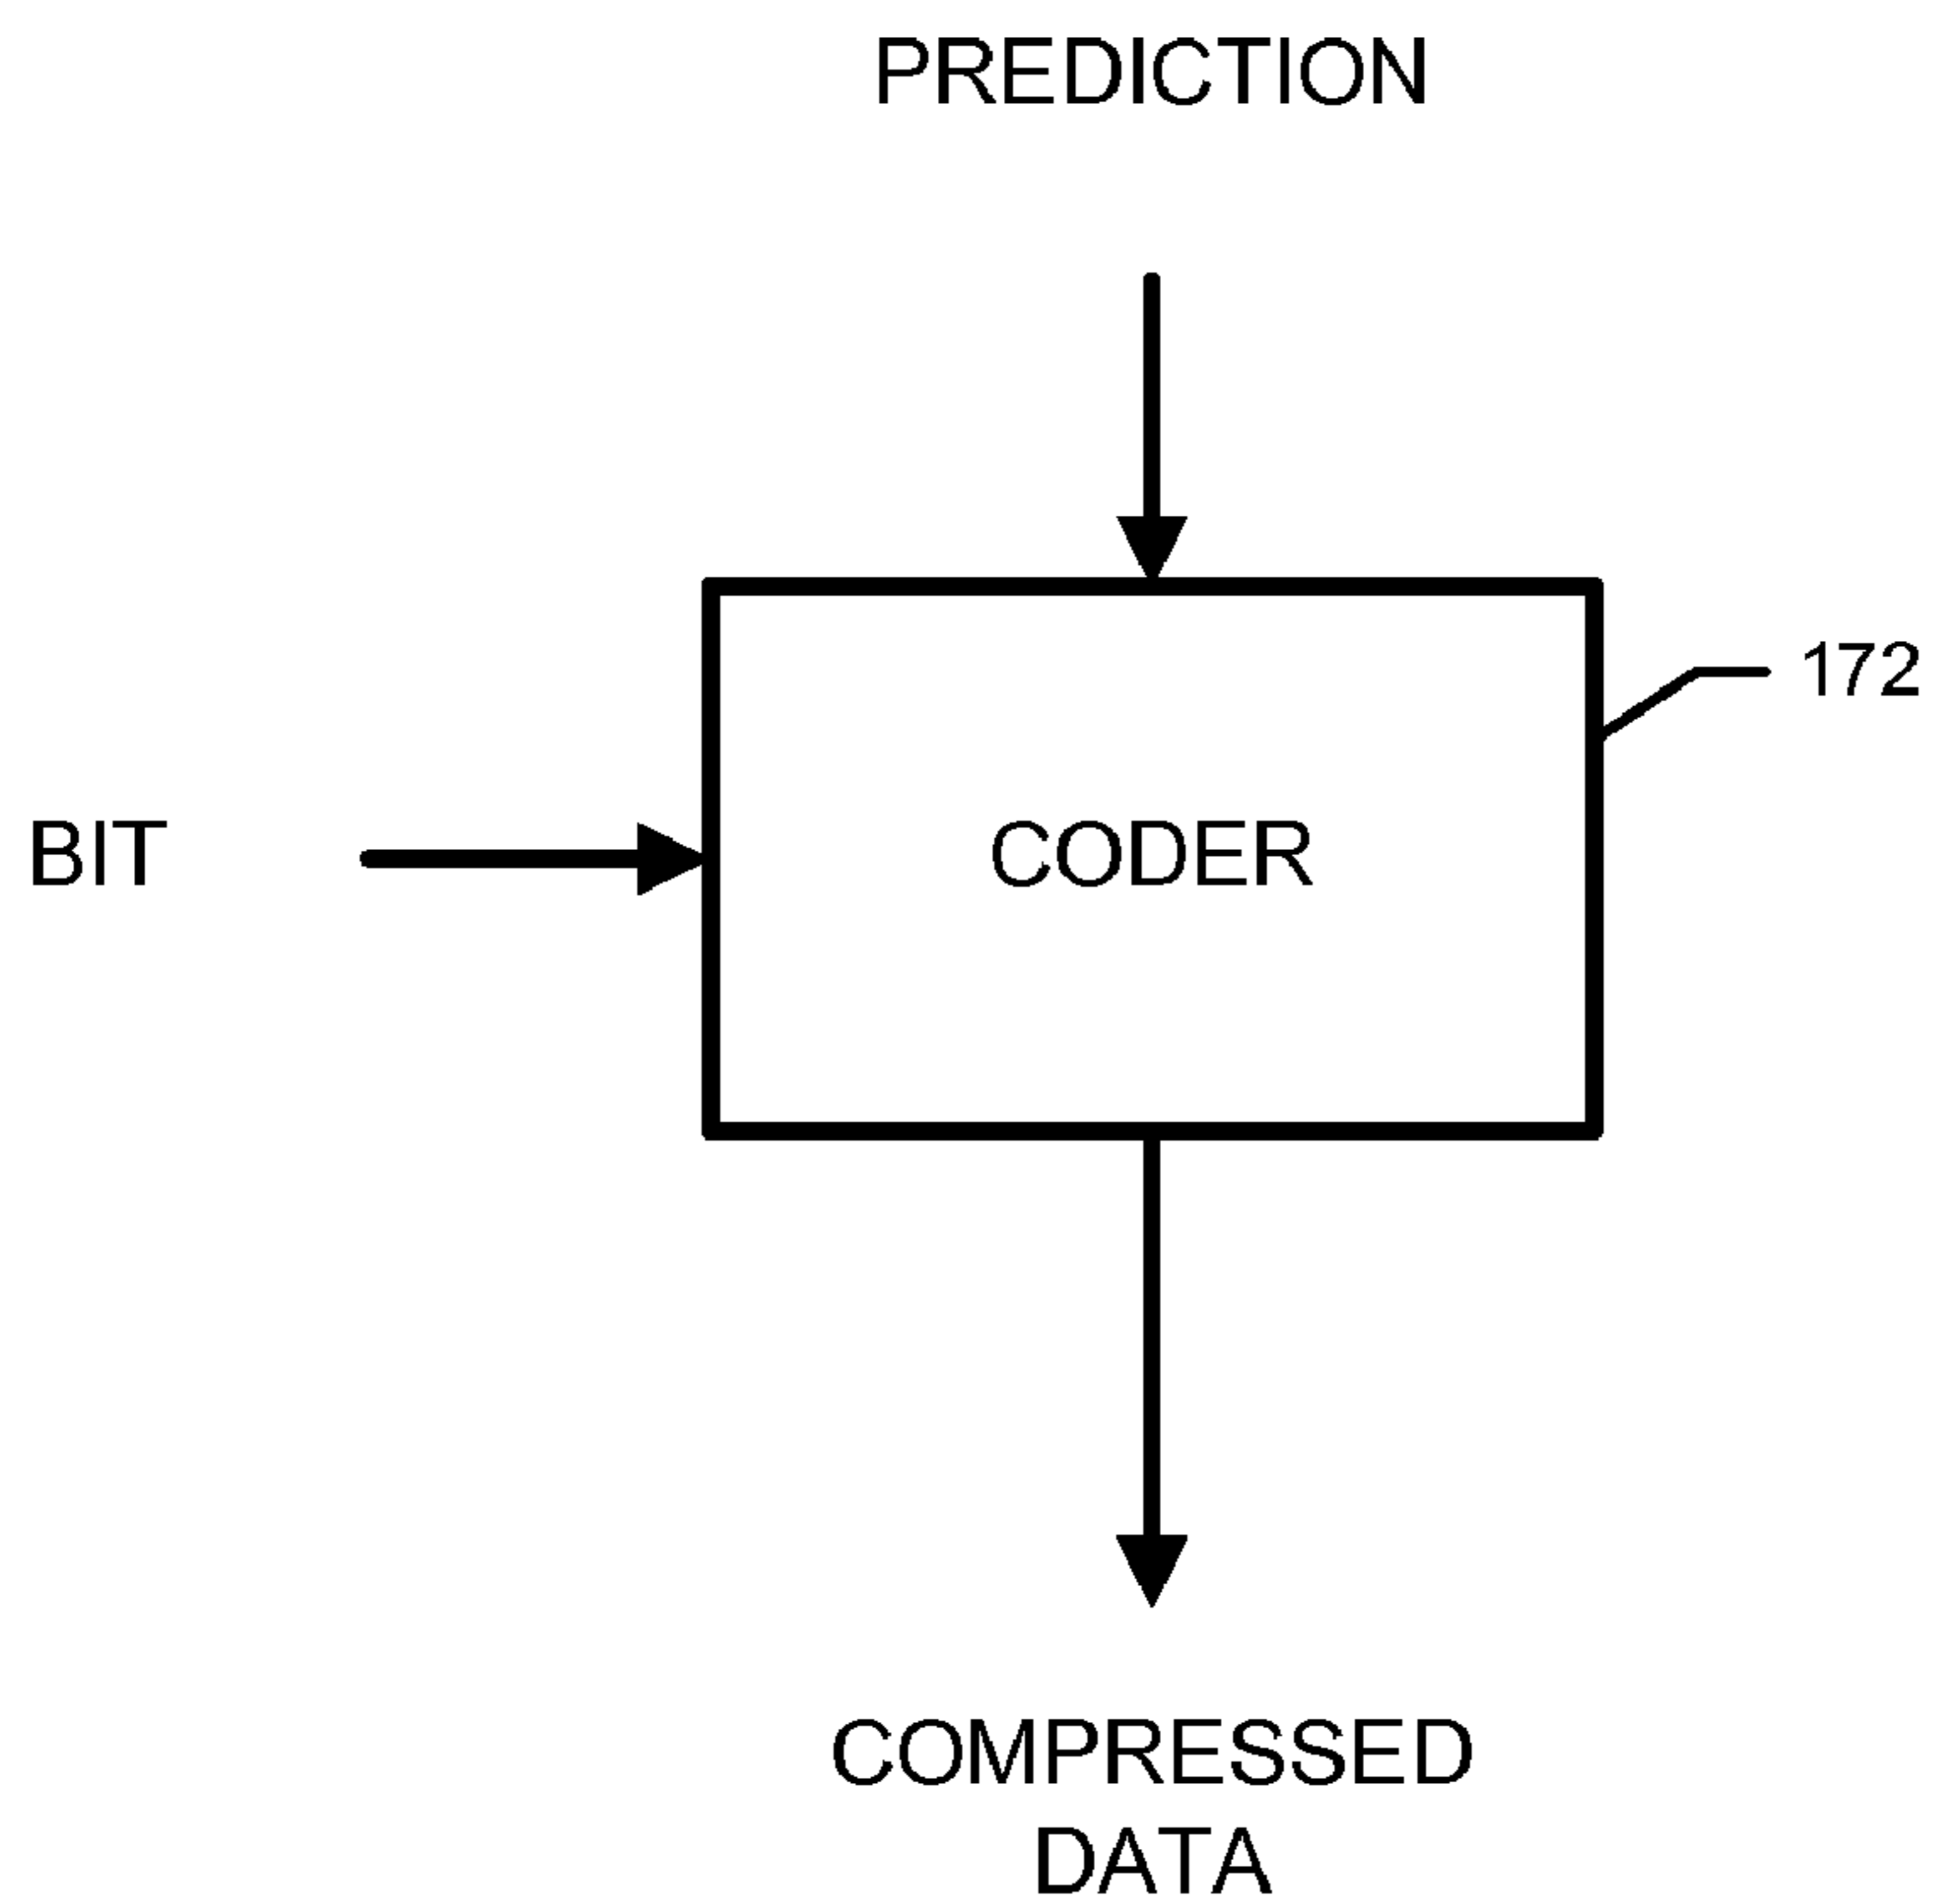 PREDICTION
172
BIT
CODER
COMPRESSED
DATA